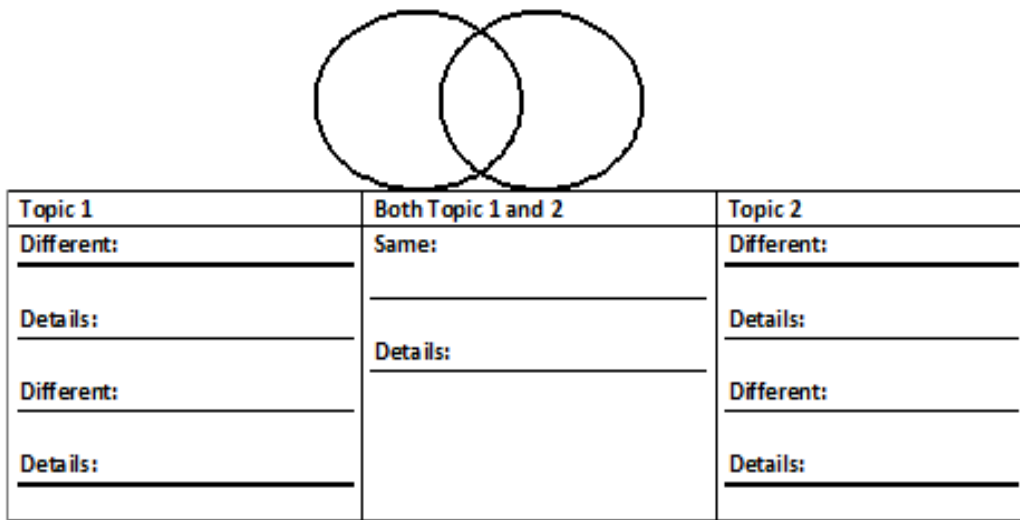 Topic 1
Both Topic 1 and 2
Topic 2
Different:
Same:
Different:
Details:
Details:
Details:
Different:
Different:
Details:
Details: